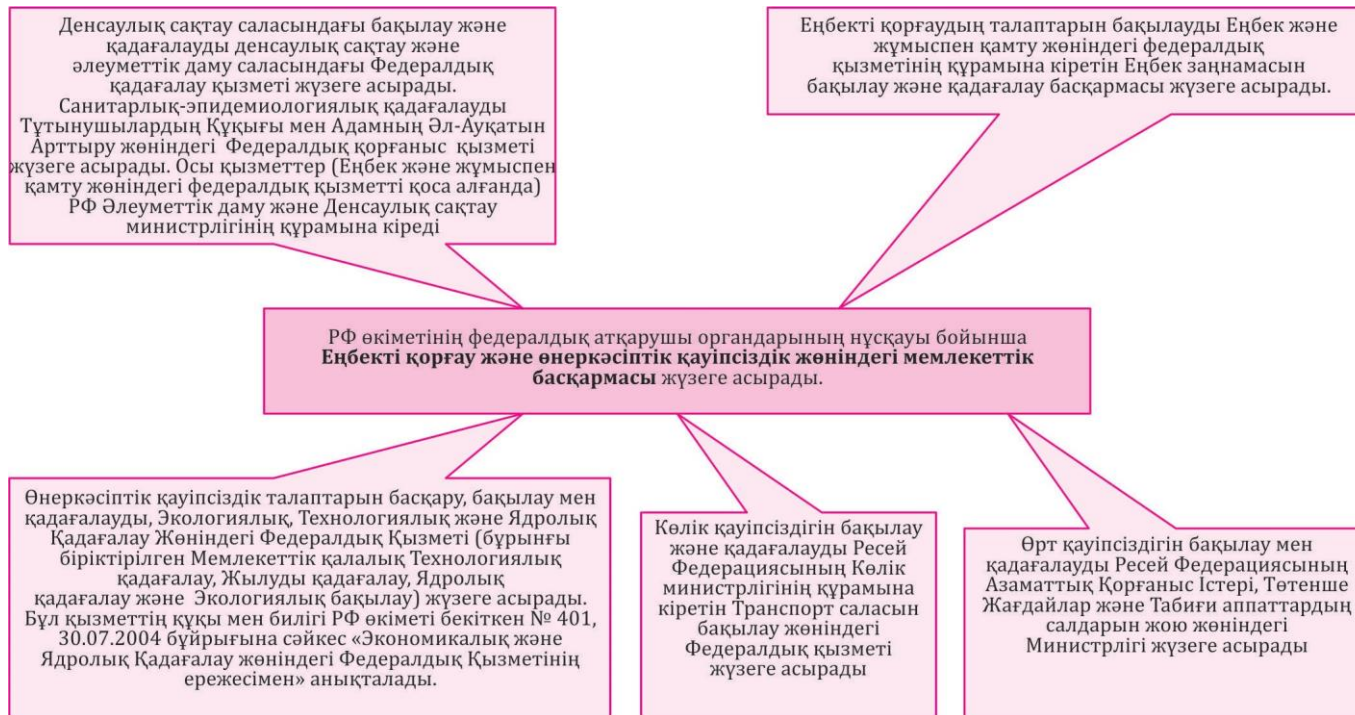 Денсаулық сақтау саласындағы бақылау және
қадағалауды денсаулық сақтау және
әлеуметтік даму саласындағы Федералдық
қадағалау қызметі жүзеге асырады.
Санитарлық-эпидемиологиялық қадағалауды
Тұтынушылардың Құқығы мен Адамның Әл-Ауқатын
Арттыру жөніндегі Федералдық қорғаныс қызметі
жүзеге асырады. Осы қызметтер (Еңбек және жұмыспен
қамту жөніндегі федералдық қызметті қоса алғанда)
РФ Әлеуметтік даму және Денсаулық сақтау
министрлігінің құрамына кіреді
Еңбекті қорғаудың талаптарын бақылауды Еңбек және
жұмыспен қамту жөніндегі федералдық
қызметінің құрамына кіретін Еңбек заңнамасын
бақылау және қадағалау басқармасы жүзеге асырады.
РФ өкіметінің федералдық атқарушы органдарының нұсқауы бойынша
Еңбекті қорғау және өнеркәсіптік қауіпсіздік жөніндегі мемлекеттік
басқармасы жүзеге асырады.
Өнеркәсіптік қауіпсіздік талаптарын басқару, бақылау мен
қадағалауды, Экологиялық, Технологиялық және Ядролық
Қадағалау Жөніндегі Федералдық Қызметі (бұрынғы
біріктірілген Мемлекеттік қалалық Технологиялық
қадағалау, Жылуды қадағалау, Ядролық
қадағалау және Экологиялық бақылау) жүзеге асырады.
Бұл қызметтің құқы мен билігі РФ өкіметі бекіткен № 401,
30.07.2004 бұйрығына сәйкес «Экономикалық және
Ядролық Қадағалау жөніндегі Федералдық Қызметінің
ережесімен» анықталады.
Көлік қауіпсіздігін бақылау
және қадағалауды Ресей
Федерациясының Көлік
министрлігінің құрамына
кіретін Транспорт саласын
бақылау жөніндегі
Федералдық қызметі
жүзеге асырады
Өрт қауіпсіздігін бақылау мен
қадағалауды Ресей Федерациясының
Азаматтық Қорғаныс Істері, Төтенше
Жағдайлар және Табиғи аппаттардың
салдарын жою жөніндегі
Министрлігі жүзеге асырады